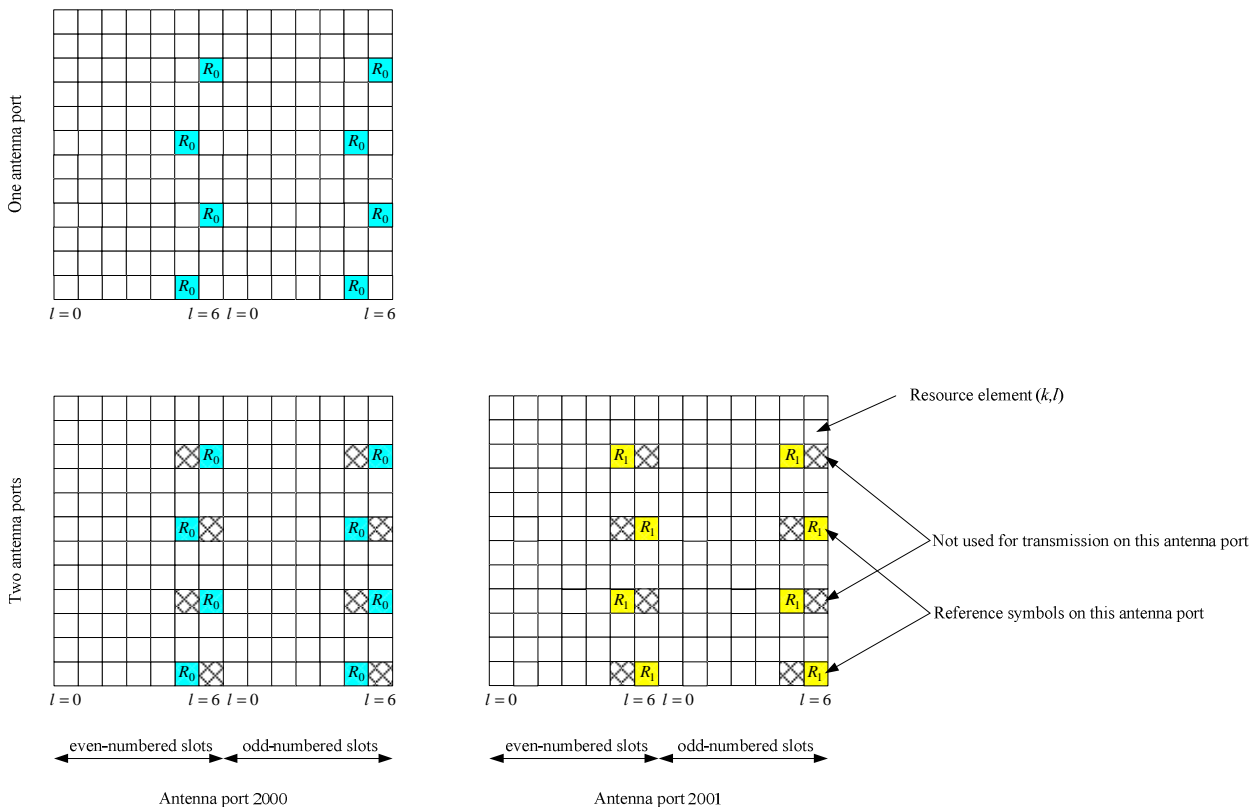 One antenna port
R0 R0
R0 R0
R0 R0
R0 R0
l = 0 l = 6 l = 0 l = 6
Two antenna ports
R0 R0
R0 R0
R0 R0
R0 R0
l = 0 l = 6 l = 0 l = 6
even-numbered slots odd-numbered slots
Antenna port 2000
R1 R1
R1 R1
R1 R1
R1 R1
l = 0 l = 6 l = 0 l = 6
even-numbered slots odd-numbered slots
Antenna port 2001
Resource element (k,l)
Not used for transmission on this antenna port
Reference symbols on this antenna port